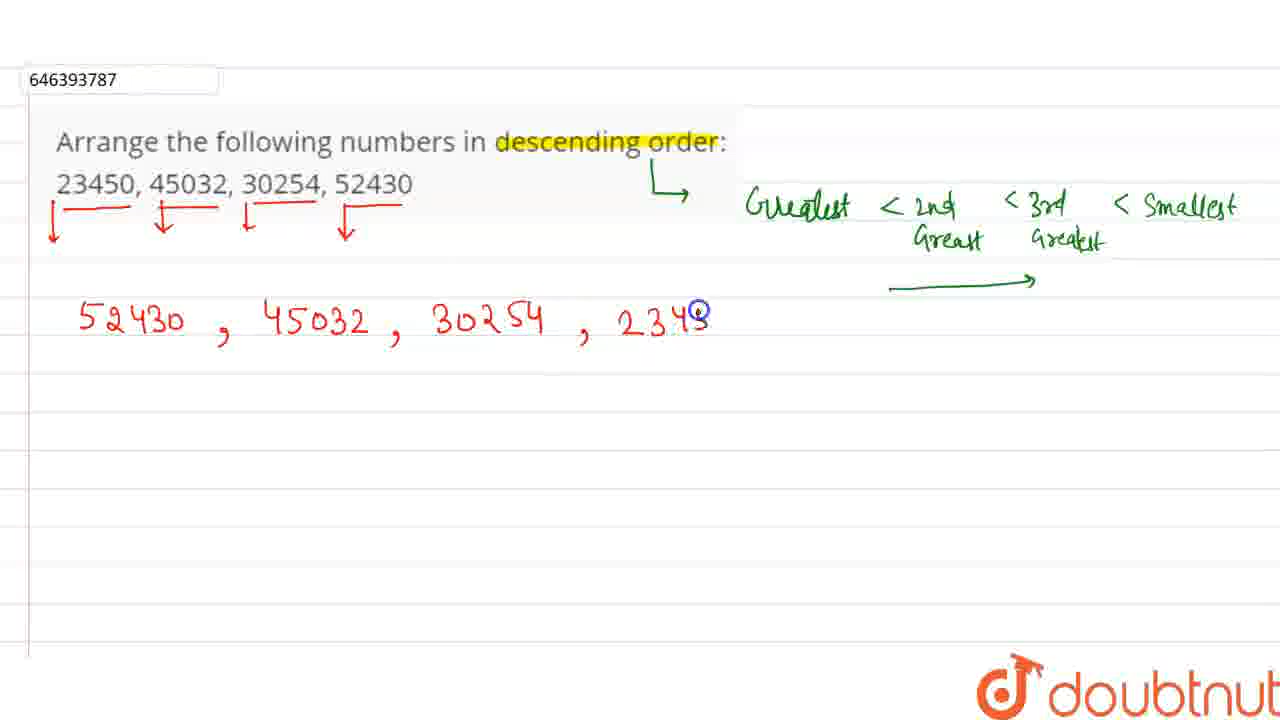 646393787
Arrange the following numbers in descending order:
23450, 45032, 30254, 52430
Greatest < 2nd < 3rd < Smallest
Greast Greatest
52430 , 45032 , 30254 , 2345
doubtnut